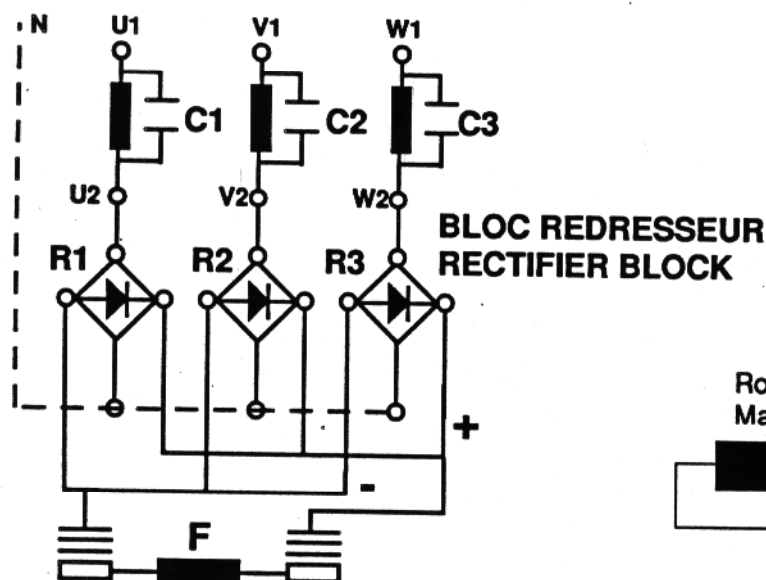 N U1 V1 W1
C1 C2 C3
U2 V2 W2
BLOC REDRESSEUR
R1 R2 R3 RECTIFIER BLOCK
+
-
F